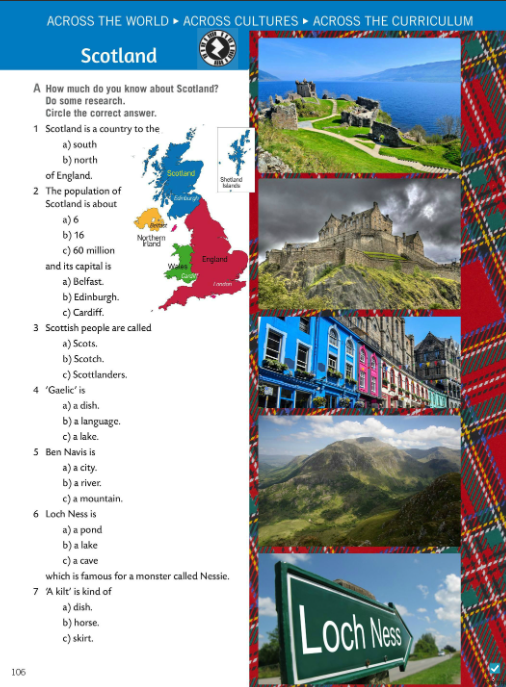 ACROSS THE WORLD ▸ ACROSS CULTURES ▸ ACROSS THE CURRICULUM
Scotland
A How much do you know about Scotland?
Do some research.
Circle the correct answer.
1 Scotland is a country to the
a) south
b) north
of England.
2 The population of
Scotland is about
a) 6
b) 16
c) 60 million
and its capital is
a) Belfast.
b) Edinburgh.
c) Cardiff.
3 Scottish people are called
a) Scots.
b) Scotch.
c) Scottlanders.
4 'Gaelic' is
a) a dish.
b) a language.
c) a lake.
5 Ben Navis is
a) a city.
b) a river.
c) a mountain.
6 Loch Ness is
a) a pond
b) a lake
c) a cave
which is famous for a monster called Nessie.
7 'A kilt' is kind of
a) dish.
b) horse.
c) skirt.
Scotland
Edinburgh
Shetland
Islands
Northern
Irland
Wales
Cardiff
England
London
Loch Ness
106